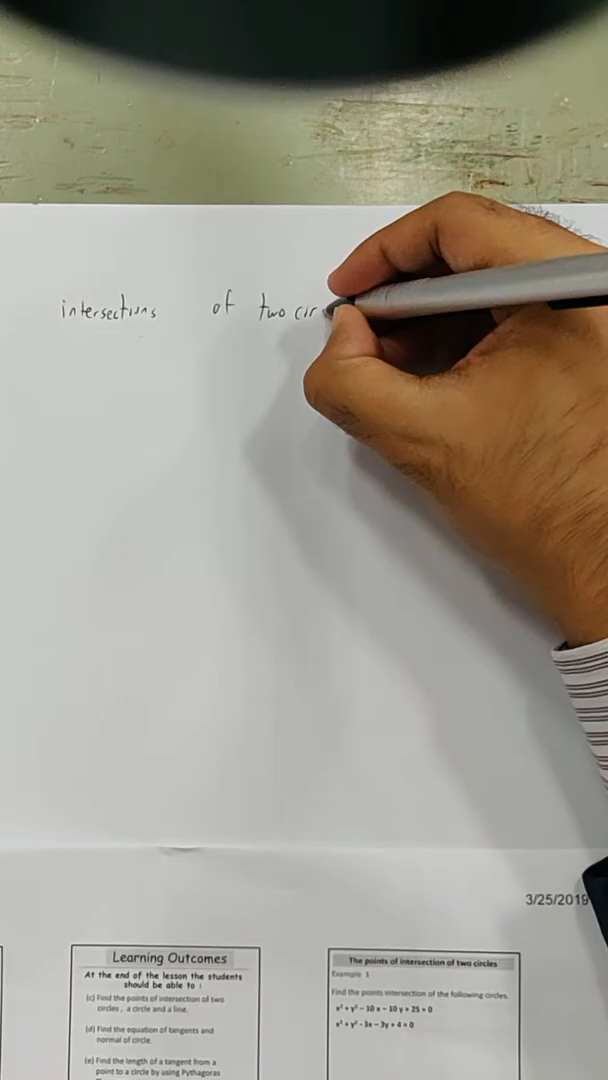 intersections of two cir
3/25/2019
Learning Outcomes
At the end of the lesson the students
should be able to :
(c) Find the points of intersection of two
circles , a circle and a line.
(d) Find the equation of tangents and
normal of circle.
(e) Find the length of a tangent from a
point to a circle by using Pythagoras
The points of intersection of two circles
Example 1
Find the points intersection of the following circles.
x² + y² – 10 x – 10 y + 25 = 0
x² + y² - 3x – 3y + 4 = 0